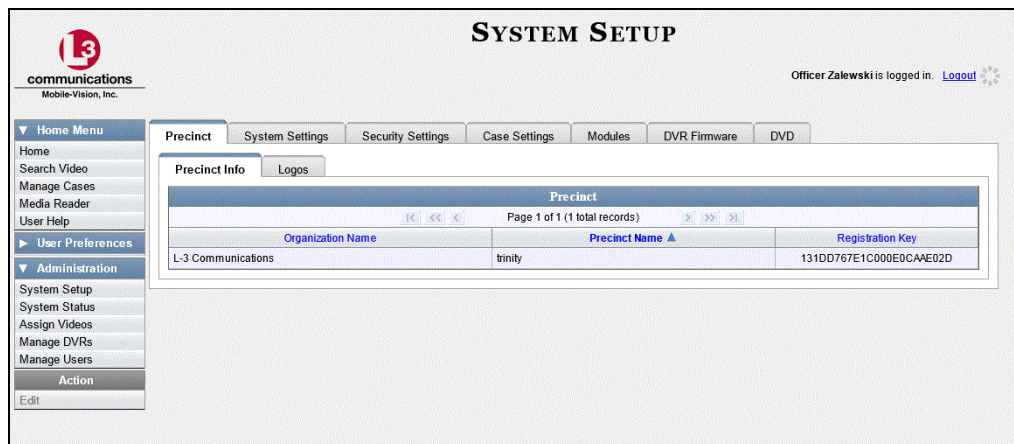 SYSTEM SETUP
L3
communications
Mobile-Vision, Inc.
Officer Zalewski is logged in. Logout
▼ Home Menu
Home
Search Video
Manage Cases
Media Reader
User Help
▶ User Preferences
▼ Administration
System Setup
System Status
Assign Videos
Manage DVRs
Manage Users
Action
Edit
Precinct System Settings Security Settings Case Settings Modules DVR Firmware DVD
Precinct Info Logos
Precinct
Page 1 of 1 (1 total records)
Organization Name Precinct Name ▲ Registration Key
L-3 Communications trinity 131DD767E1C000E0CAAE02D